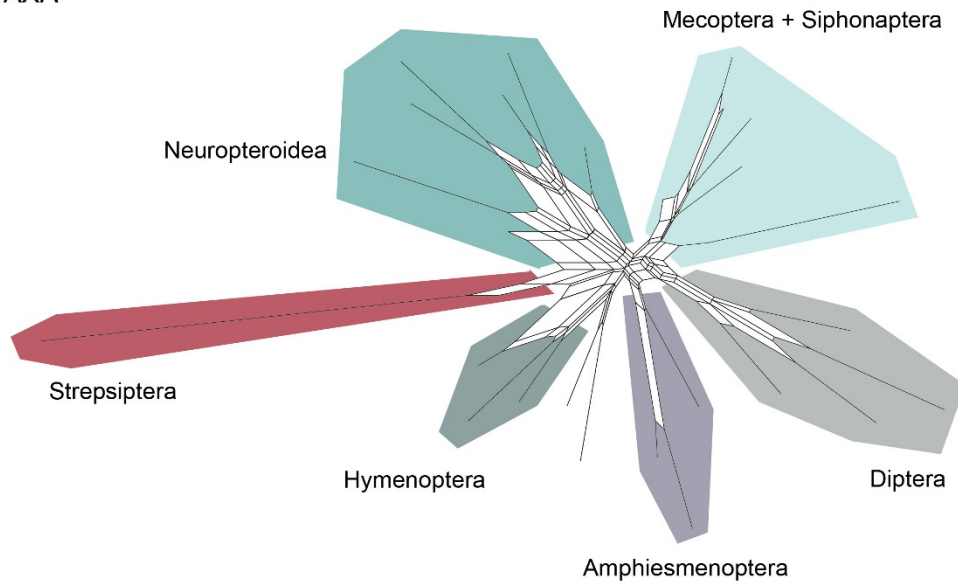 Mecoptera + Siphonaptera
Neuropteroidea
Strepsiptera
Hymenoptera
Diptera
Amphiesmenoptera